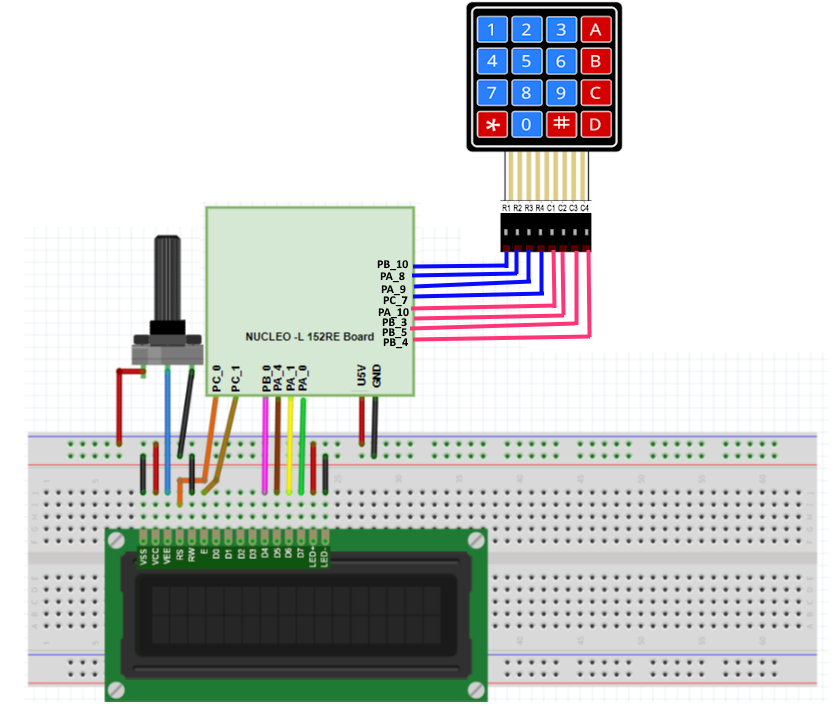 1 2 3 A
4 5 6 B
7 8 9 C
* 0 # D
R1 R2 R3 R4 C1 C2 C3 C4
PB_10
PA_8
PA_9
PC_7
PA_10
PB_3
PB_5
PB_4
NUCLEO -L 152RE Board
PC_0
PC_1
PB_0
PA_4
PA_1
PA_0
U5V
GND
VSS
VCC
VEE
RS
RW
E
D0
D1
D2
D3
D4
D5
D6
D7
LED+
LED-